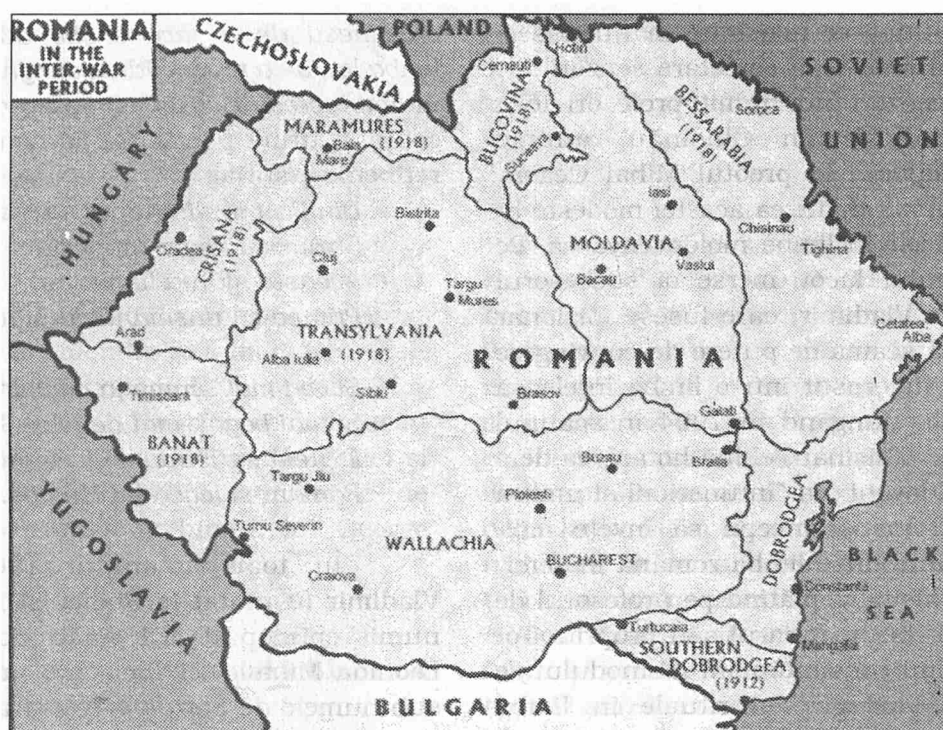 ROMANIA
IN THE
INTER-WAR
PERIOD
CZECHOSLOVAKIA
POLAND
SOVIET
UNION
HUNGARY
YUGOSLAVIA
BULGARIA
BLACK
SEA
ROMANIA
Hotin
Cernauti
BUCOVINA
(1918)
Suceava
BESSARABIA
(1918)
Soroca
MARAMURES
(1918)
Baia
Mare
Iasi
Chisinau
Tighina
Bistrita
CRISANA
(1918)
Oradea
Cluj
MOLDAVIA
Vaslui
Bacau
Targu
Mures
Cetatea
Alba
Arad
TRANSYLVANIA
(1918)
Alba Iulia
Timisoara
Sibiu
Brasov
Galati
BANAT
(1918)
Braila
Buzau
Targu Jiu
Ploiesti
DOBRODGEA
Turnu Severin
WALLACHIA
BUCHAREST
Craiova
Constanta
Turtucaia
SOUTHERN
DOBRODGEA
(1912)
Mangalia